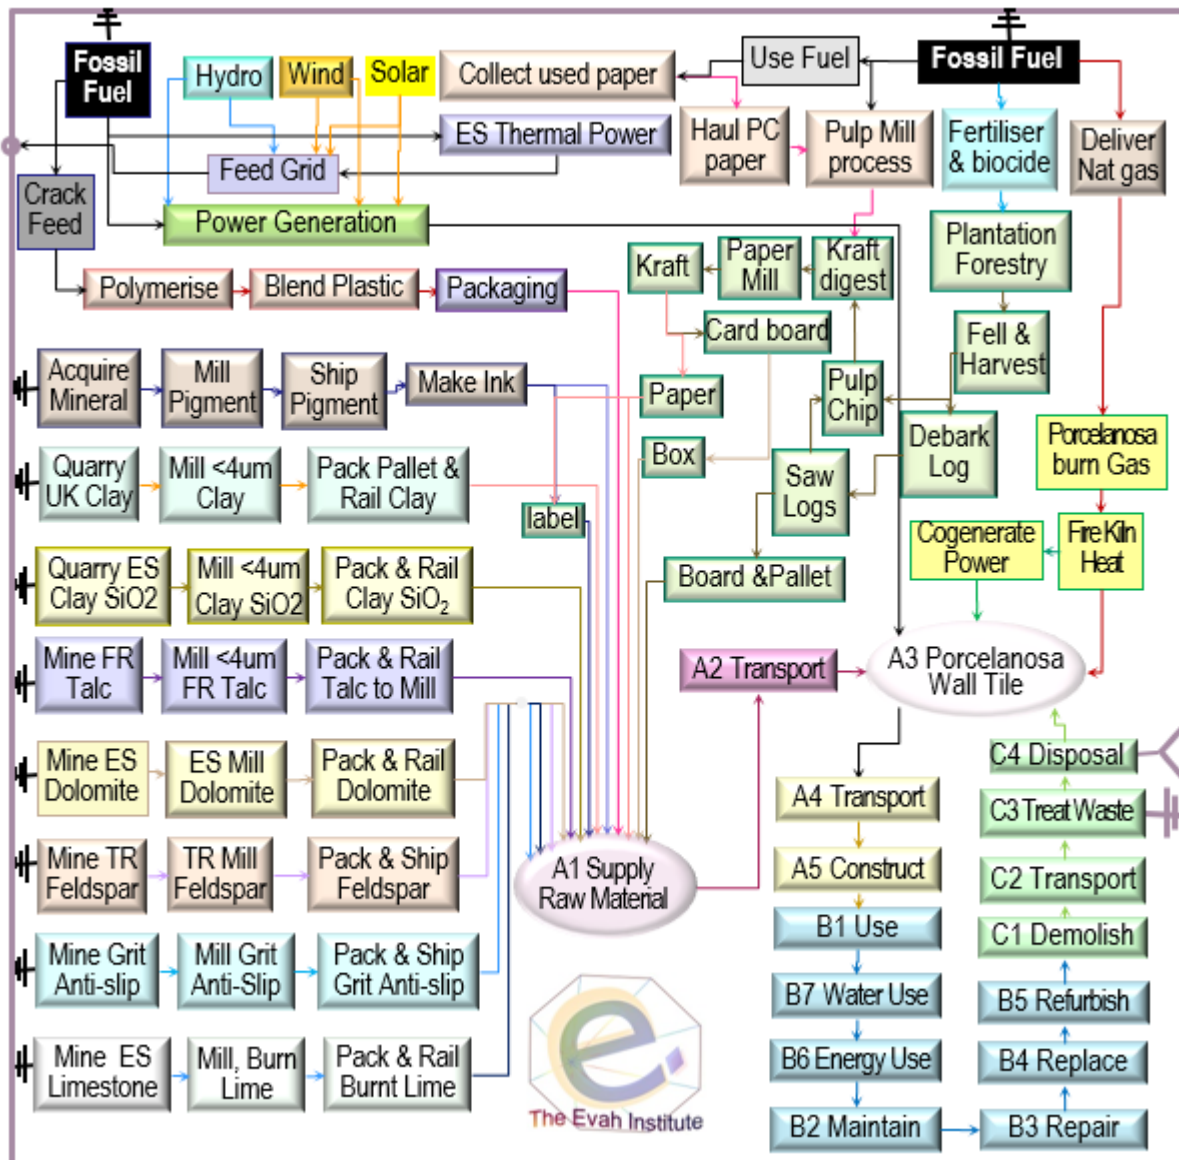 Fossil
Fuel
Hydro
Wind
Solar
Collect used paper
Use Fuel
Fossil Fuel
ES Thermal Power
Haul PC
paper
Pulp Mill
process
Fertiliser
& biocide
Deliver
Nat gas
Feed Grid
Crack
Feed
Power Generation
Kraft
Paper
Mill
Kraft
digest
Plantation
Forestry
Polymerise
Blend Plastic
Packaging
Card board
Fell &
Harvest
Acquire
Mineral
Mill
Pigment
Ship
Pigment
Make Ink
Paper
Pulp
Chip
Debark
Log
Porcelanosa
burn Gas
Quarry
UK Clay
Mill <4um
Clay
Pack Pallet &
Rail Clay
Box
Saw
Logs
label
Cogenerate
Power
Fire Kiln
Heat
Quarry ES
Clay SiO2
Mill <4um
Clay SiO2
Pack & Rail
Clay SiO₂
Board &Pallet
Mine FR
Talc
Mill <4um
FR Talc
Pack & Rail
Talc to Mill
A2 Transport
A3 Porcelanosa
Wall Tile
Mine ES
Dolomite
ES Mill
Dolomite
Pack & Rail
Dolomite
C4 Disposal
A4 Transport
C3 Treat Waste
Mine TR
Feldspar
TR Mill
Feldspar
Pack & Ship
Feldspar
A1 Supply
Raw Material
A5 Construct
C2 Transport
B1 Use
C1 Demolish
Mine Grit
Anti-slip
Mill Grit
Anti-Slip
Pack & Ship
Grit Anti-slip
B7 Water Use
B5 Refurbish
Mine ES
Limestone
Mill, Burn
Lime
Pack & Rail
Burnt Lime
B6 Energy Use
B4 Replace
B2 Maintain
B3 Repair
The Evah Institute